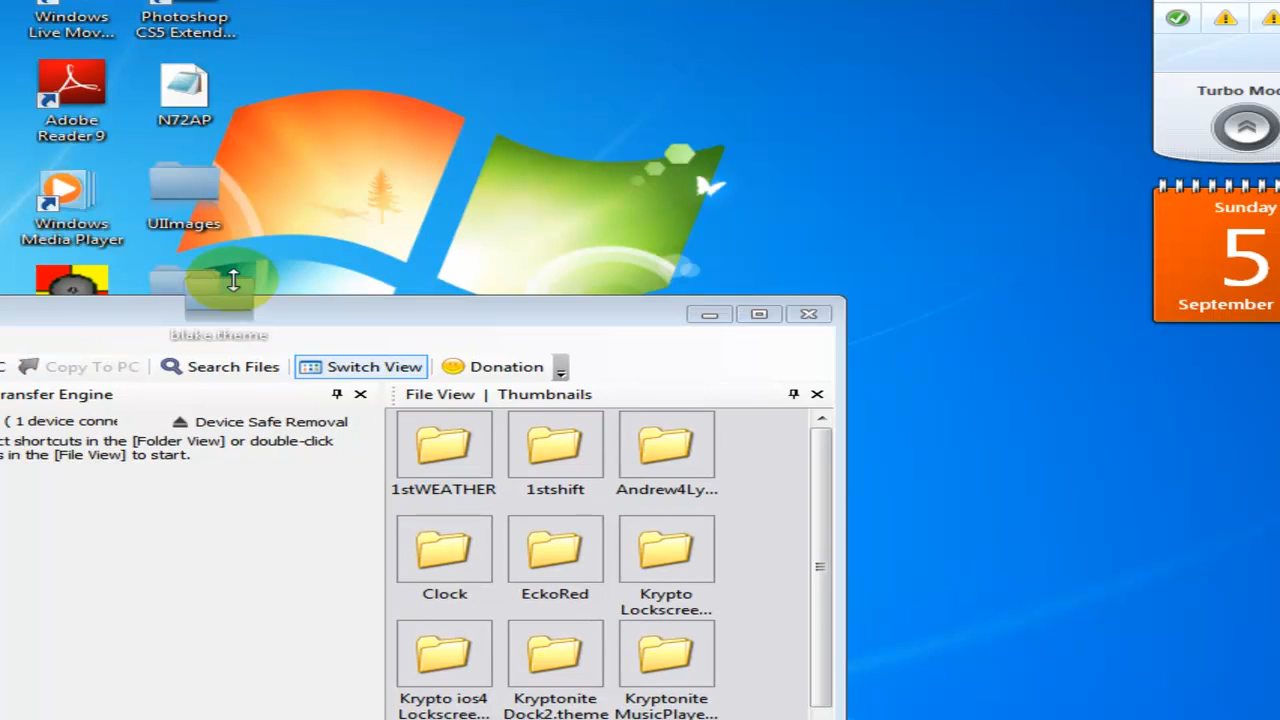 Windows
Live Mov...
Photoshop
CS5 Extend...
Adobe
Reader 9
N72AP
Windows
Media Player
UIImages
blake.theme
Turbo Mod
Sunday
5
September
C
Copy To PC
Search Files
Switch View
Donation
ransfer Engine
File View | Thumbnails
( 1 device conne
Device Safe Removal
ct shortcuts in the [Folder View] or double-click
s in the [File View] to start.
1stWEATHER
1stshift
Andrew4Ly...
Clock
EckoRed
Krypto
Lockscree...
Krypto ios4
Lockscree...
Kryptonite
Dock2.theme
Kryptonite
MusicPlaye...